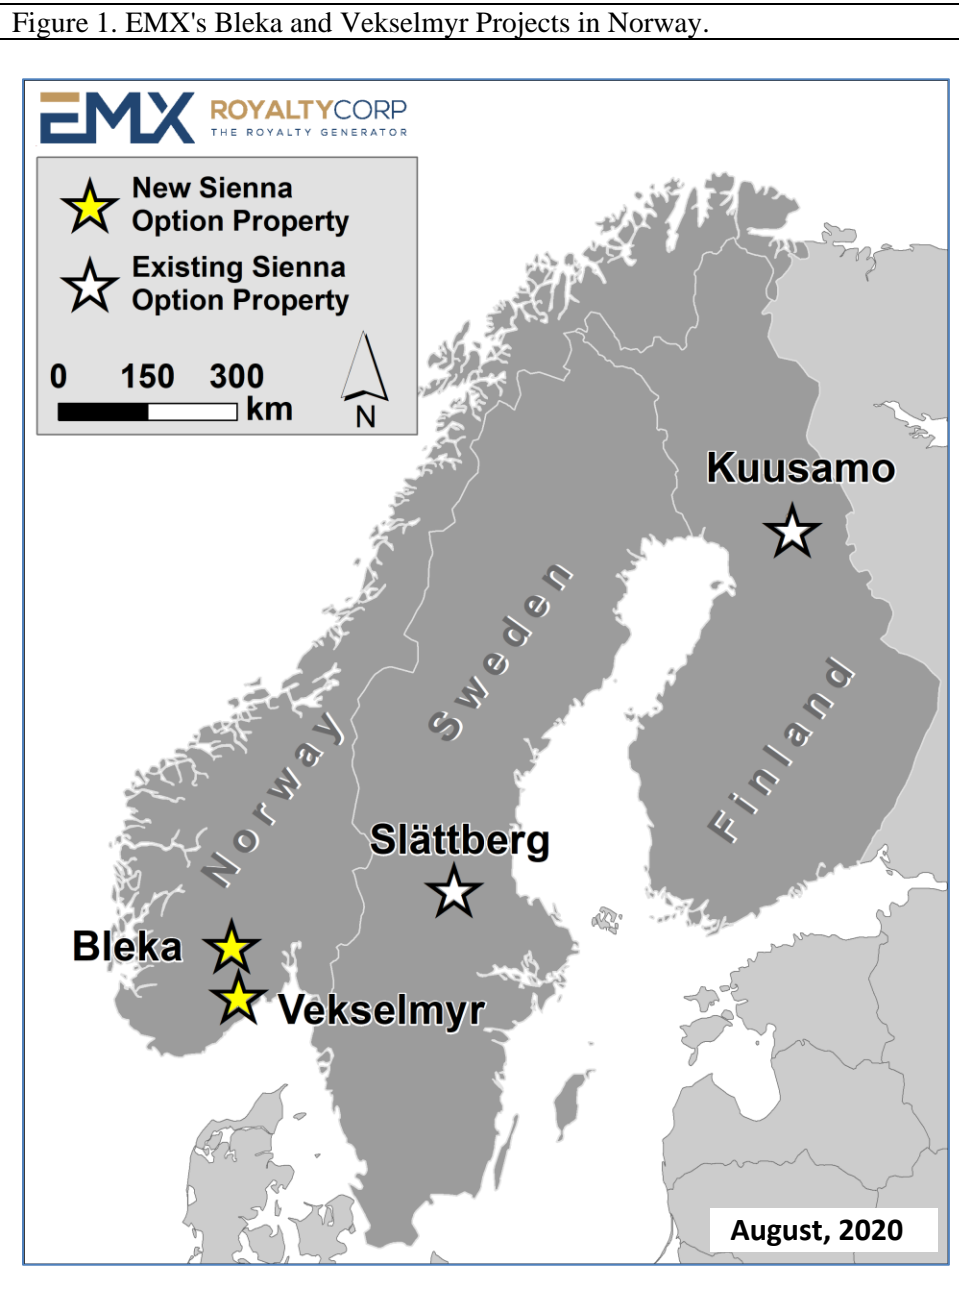 Figure 1. EMX's Bleka and Vekselmyr Projects in Norway.
EMX ROYALTYCORP
THE ROYALTY GENERATOR
New Sienna
Option Property
Existing Sienna
Option Property
0 150 300
km
N
Kuusamo
Sweden
Finland
Norway
Slättberg
Bleka
Vekselmyr
August, 2020